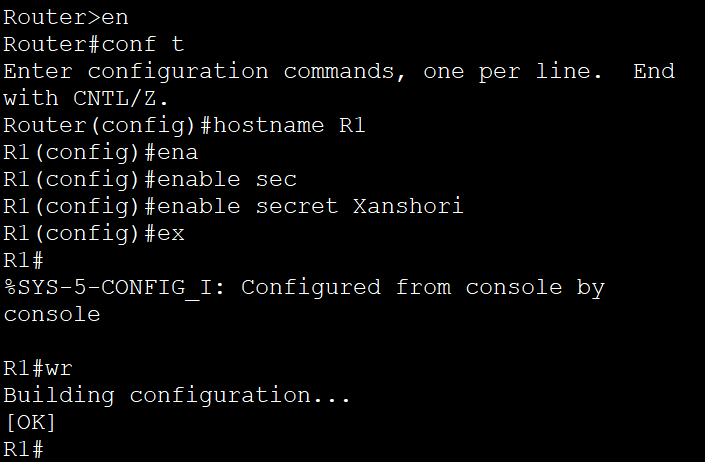 Router>en
Router#conf t
Enter configuration commands, one per line.  End
with CNTL/Z.
Router(config)#hostname R1
R1(config)#ena
R1(config)#enable sec
R1(config)#enable secret Xanshori
R1(config)#ex
R1#
%SYS-5-CONFIG_I: Configured from console by
console

R1#wr
Building configuration...
[OK]
R1#